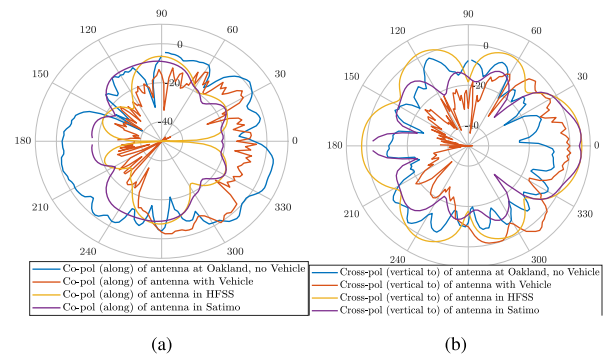 90
120
60
0
150
30
-20
-40
180
0
210
330
240
300
Co-pol (along) of antenna at Oakland, no Vehicle
Co-pol (along) of antenna with Vehicle
Co-pol (along) of antenna in HFSS
Co-pol (along) of antenna in Satimo
(a)
90
120
60
0
150
30
-20
-40
180
0
210
330
240
300
Cross-pol (vertical to) of antenna at Oakland, no Vehicle
Cross-pol (vertical to) of antenna with Vehicle
Cross-pol (vertical to) of antenna in HFSS
Cross-pol (vertical to) of antenna in Satimo
(b)